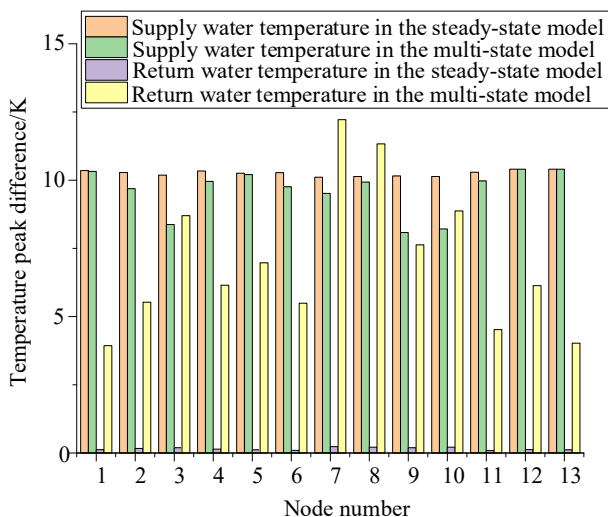 Supply water temperature in the steady-state model
Supply water temperature in the multi-state model
Return water temperature in the steady-state model
Return water temperature in the multi-state model
Temperature peak difference/K
15
10
5
0
1 2 3 4 5 6 7 8 9 10 11 12 13
Node number